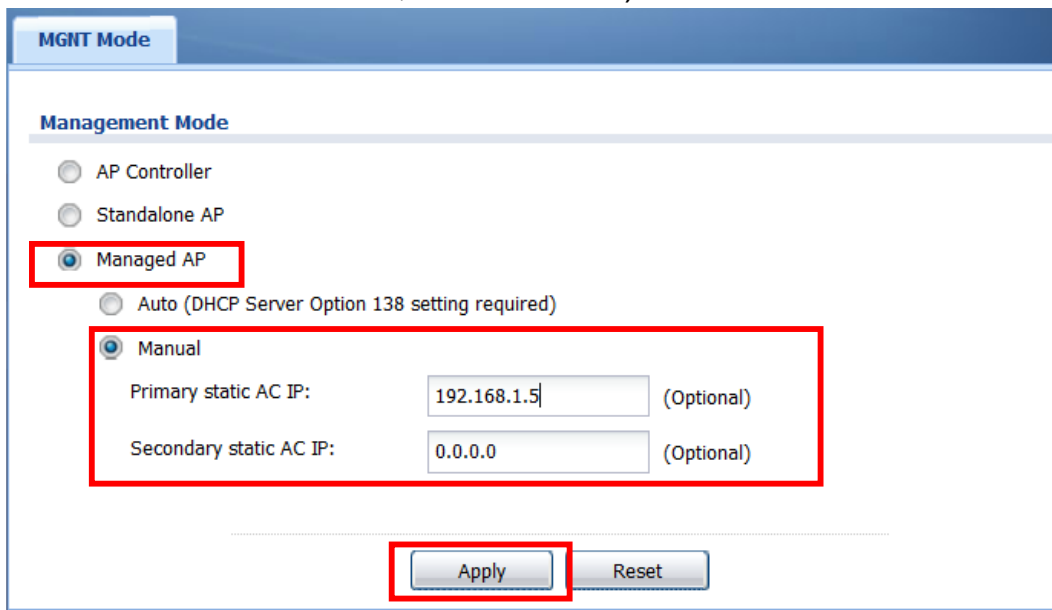 MGNT Mode
Management Mode
AP Controller
Standalone AP
Managed AP
Auto (DHCP Server Option 138 setting required)
Manual
Primary static AC IP: 192.168.1.5 (Optional)
Secondary static AC IP: 0.0.0.0 (Optional)
Apply Reset